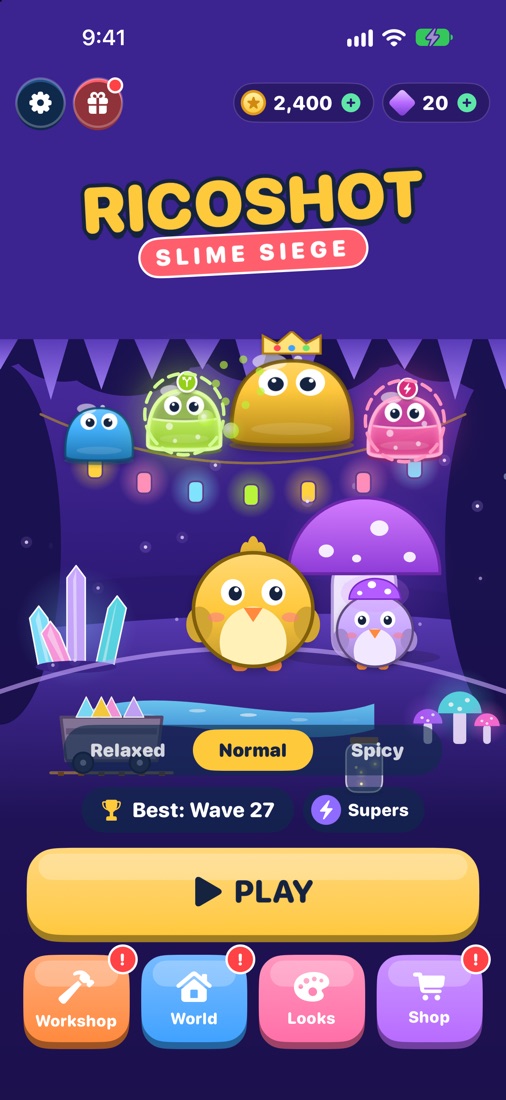 9:41
2,400
20
RICOSHOT
SLIME SIEGE
Relaxed Normal Spicy
Best: Wave 27 Supers
PLAY
! ! !
Workshop World Looks Shop